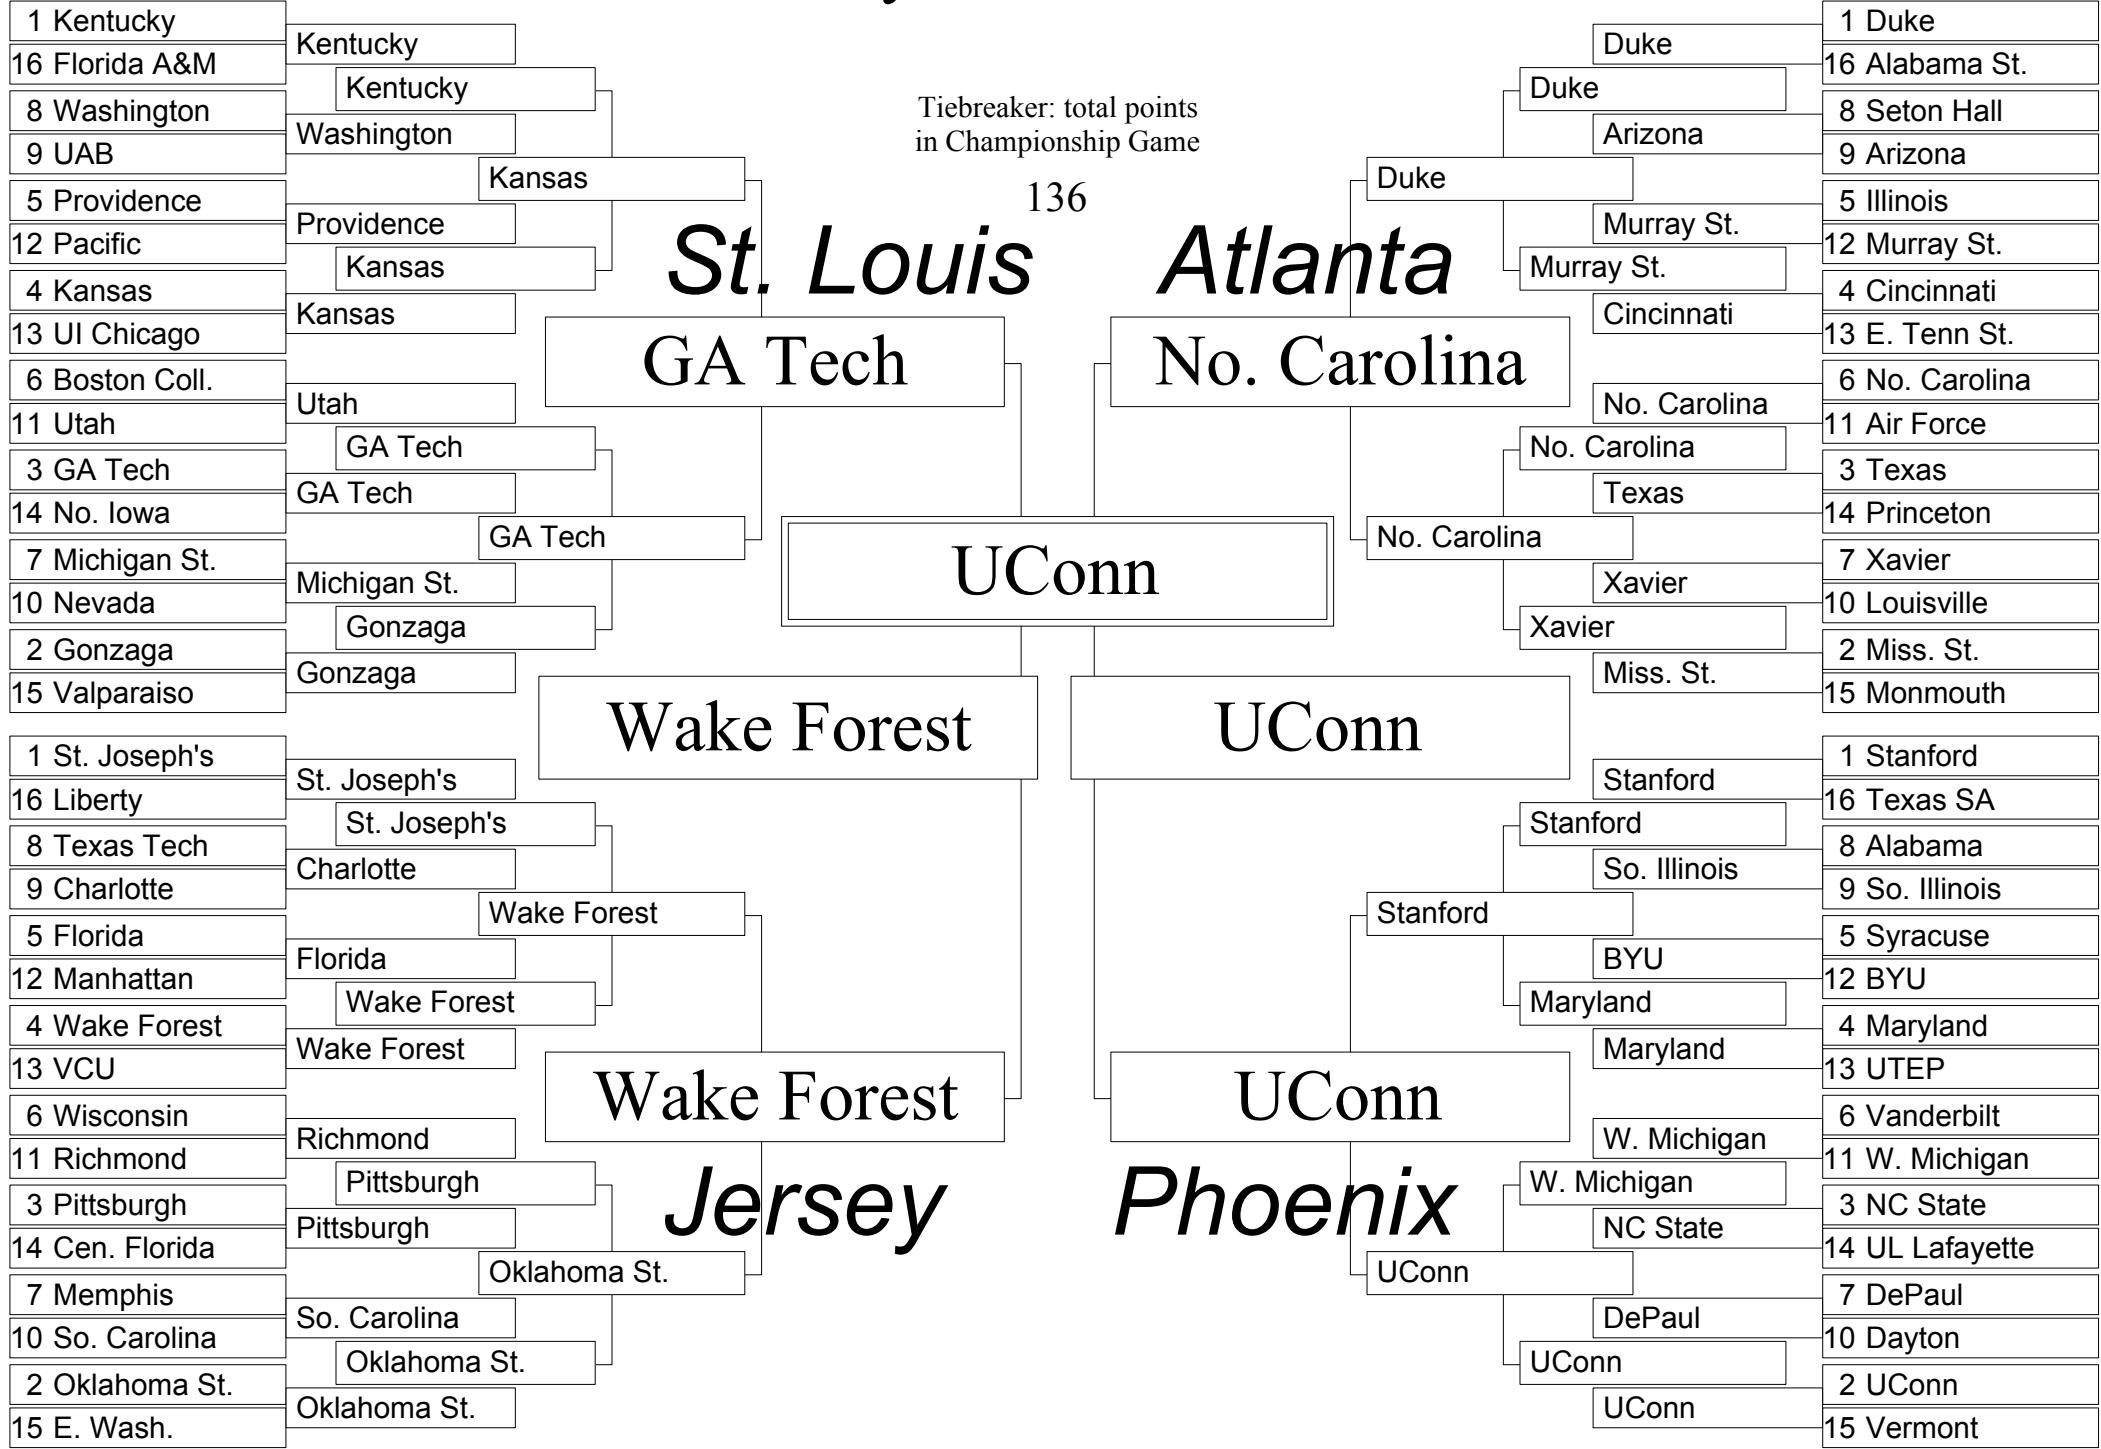 1 Kentucky
16 Florida A&M
8 Washington
9 UAB
5 Providence
12 Pacific
4 Kansas
13 UI Chicago
6 Boston Coll.
11 Utah
3 GA Tech
14 No. Iowa
7 Michigan St.
10 Nevada
2 Gonzaga
15 Valparaiso
1 St. Joseph's
16 Liberty
8 Texas Tech
9 Charlotte
5 Florida
12 Manhattan
4 Wake Forest
13 VCU
6 Wisconsin
11 Richmond
3 Pittsburgh
14 Cen. Florida
7 Memphis
10 So. Carolina
2 Oklahoma St.
15 E. Wash.
Kentucky
Washington
Providence
Kansas
Utah
GA Tech
Michigan St.
Gonzaga
St. Joseph's
Charlotte
Florida
Wake Forest
Richmond
Pittsburgh
So. Carolina
Oklahoma St.
Kentucky
Kansas
GA Tech
Gonzaga
St. Joseph's
Wake Forest
Pittsburgh
Oklahoma St.
Kansas
GA Tech
Wake Forest
Oklahoma St.
Tiebreaker: total points
in Championship Game
136
St. Louis
Atlanta
GA Tech
No. Carolina
UConn
Wake Forest
UConn
Wake Forest
UConn
Jersey
Phoenix
Duke
No. Carolina
Stanford
UConn
Duke
Murray St.
No. Carolina
Xavier
Stanford
Maryland
W. Michigan
UConn
Duke
Arizona
Murray St.
Cincinnati
No. Carolina
Texas
Xavier
Miss. St.
Stanford
So. Illinois
BYU
Maryland
W. Michigan
NC State
DePaul
UConn
1 Duke
16 Alabama St.
8 Seton Hall
9 Arizona
5 Illinois
12 Murray St.
4 Cincinnati
13 E. Tenn St.
6 No. Carolina
11 Air Force
3 Texas
14 Princeton
7 Xavier
10 Louisville
2 Miss. St.
15 Monmouth
1 Stanford
16 Texas SA
8 Alabama
9 So. Illinois
5 Syracuse
12 BYU
4 Maryland
13 UTEP
6 Vanderbilt
11 W. Michigan
3 NC State
14 UL Lafayette
7 DePaul
10 Dayton
2 UConn
15 Vermont